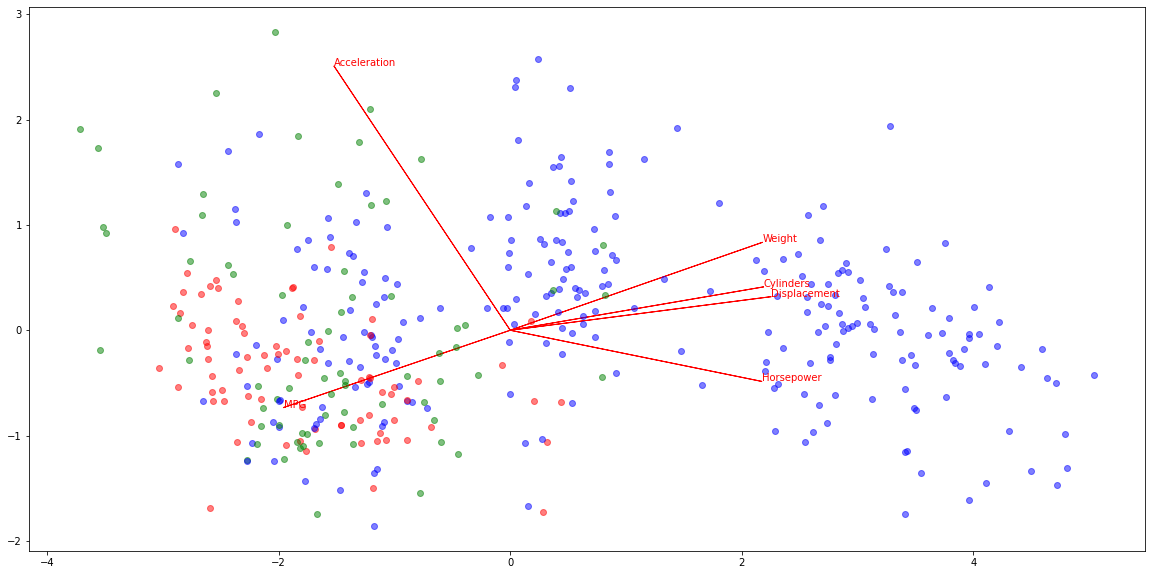 3
Acceleration
2
1
Weight
Cylinders
Displacement
0
Horsepower
MPG
−1
−2
−4
−2
0
2
4